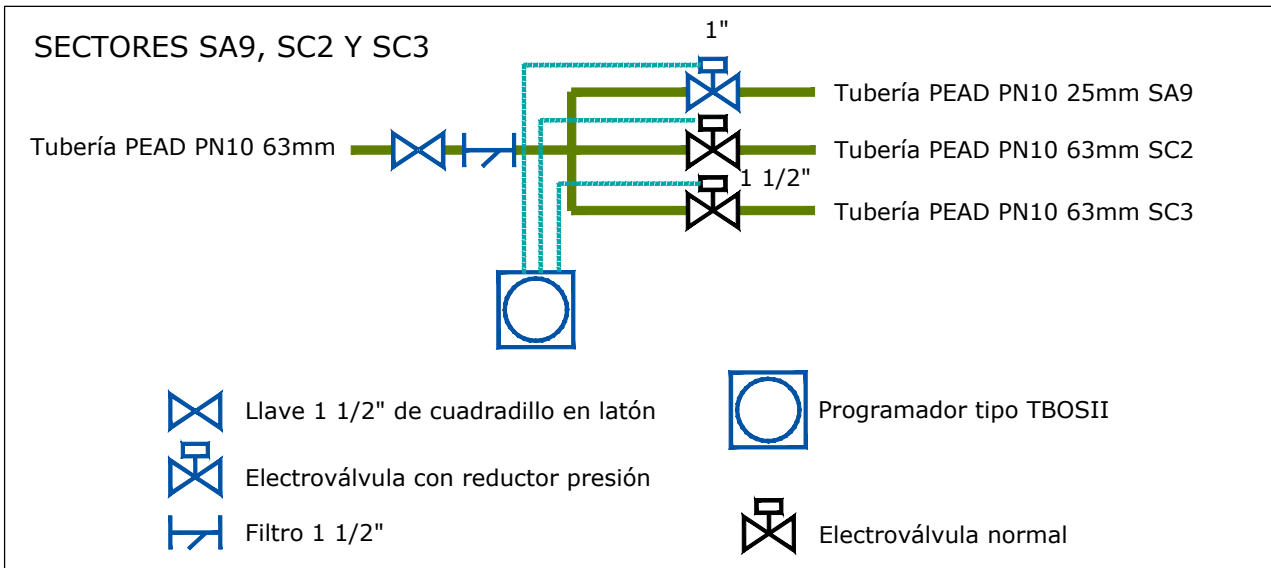 SECTORES SA9, SC2 Y SC3
1"
Tubería PEAD PN10 25mm SA9
Tubería PEAD PN10 63mm
Tubería PEAD PN10 63mm SC2
1 1/2"
Tubería PEAD PN10 63mm SC3
Llave 1 1/2" de cuadradillo en latón
Programador tipo TBOSII
Electroválvula con reductor presión
Filtro 1 1/2"
Electroválvula normal